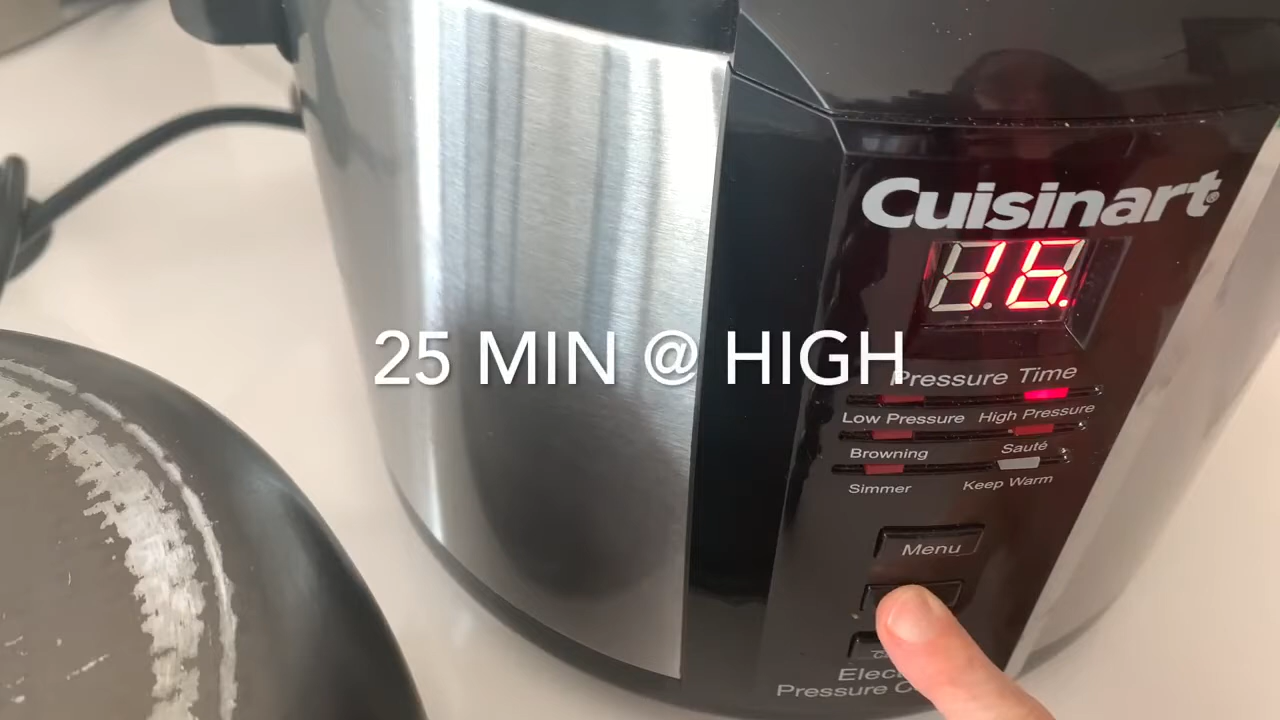 Cuisinart®
16.
25 MIN @ HIGH
Pressure Time
Low Pressure High Pressure
Browning Sauté
Simmer Keep Warm
Menu
Pressure